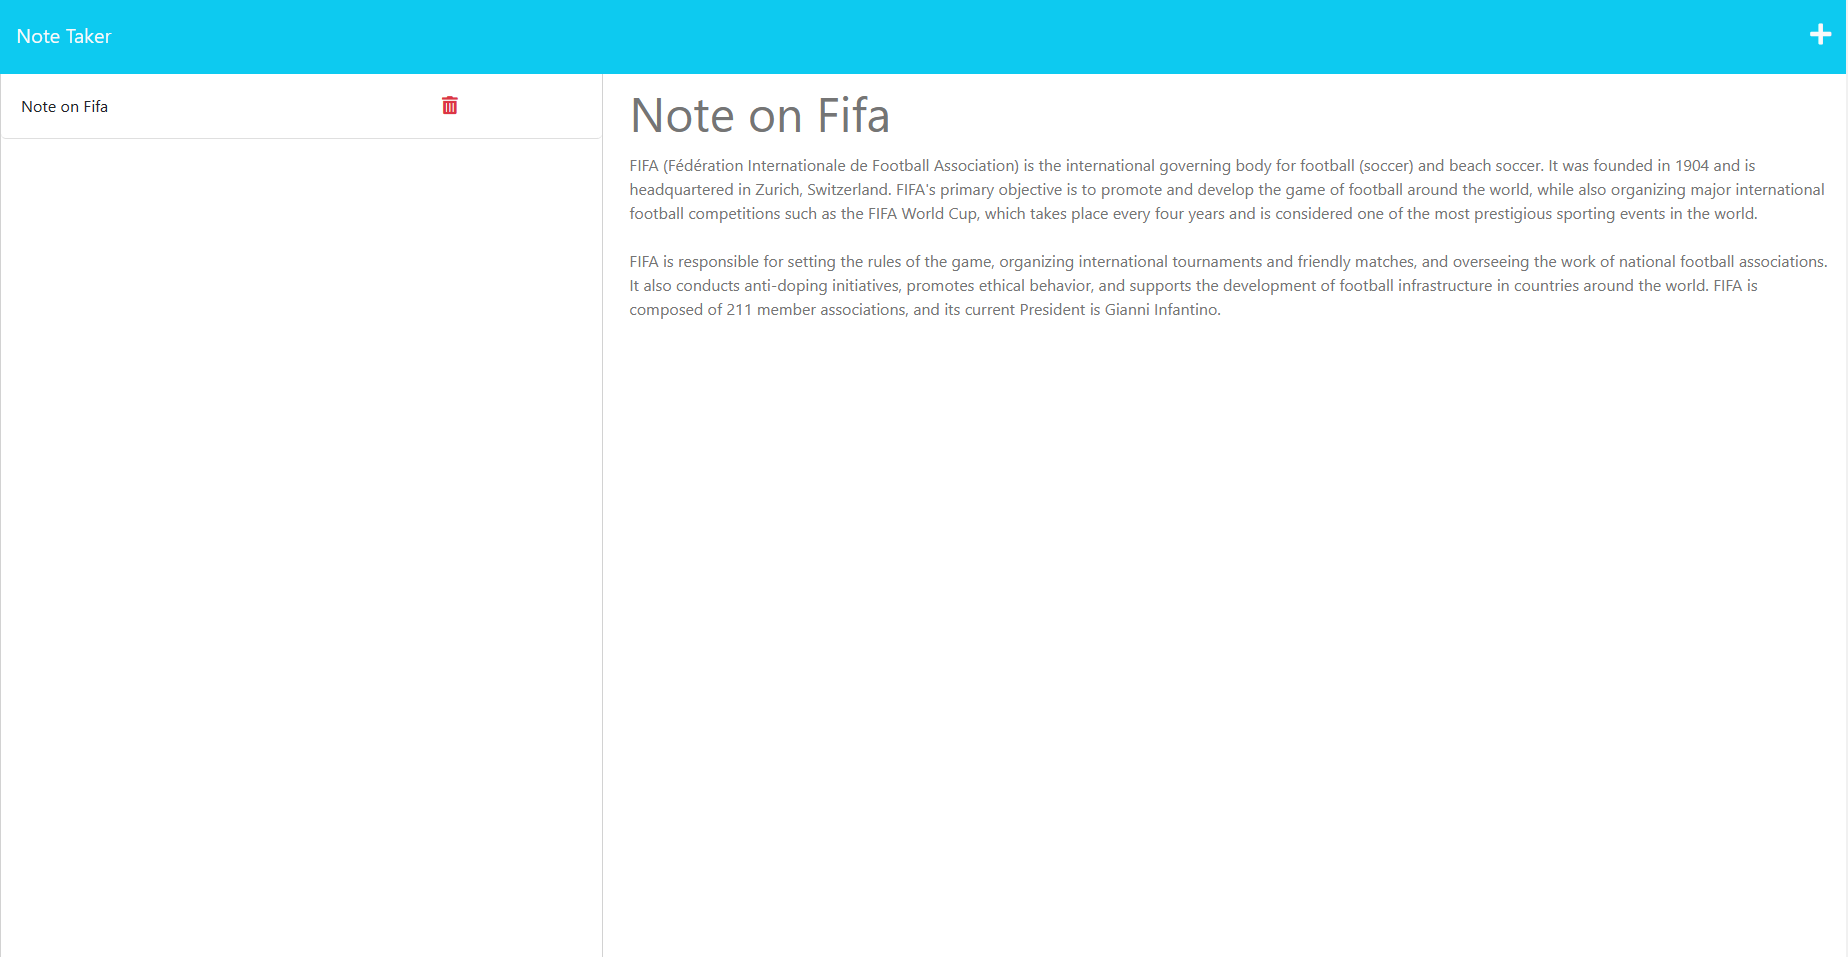 Note Taker
Note on Fifa
Note on Fifa
FIFA (Fédération Internationale de Football Association) is the international governing body for football (soccer) and beach soccer. It was founded in 1904 and is
headquartered in Zurich, Switzerland. FIFA's primary objective is to promote and develop the game of football around the world, while also organizing major international
football competitions such as the FIFA World Cup, which takes place every four years and is considered one of the most prestigious sporting events in the world.
FIFA is responsible for setting the rules of the game, organizing international tournaments and friendly matches, and overseeing the work of national football associations.
It also conducts anti-doping initiatives, promotes ethical behavior, and supports the development of football infrastructure in countries around the world. FIFA is
composed of 211 member associations, and its current President is Gianni Infantino.